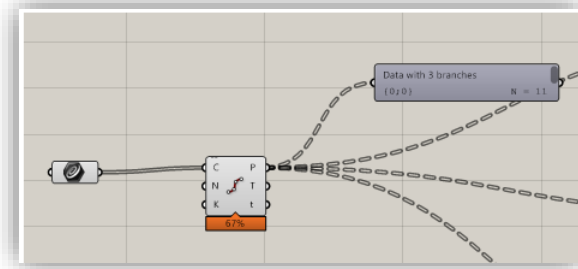 Data with 3 branches
{0;0} N = 11
C P
N T
K t
67%